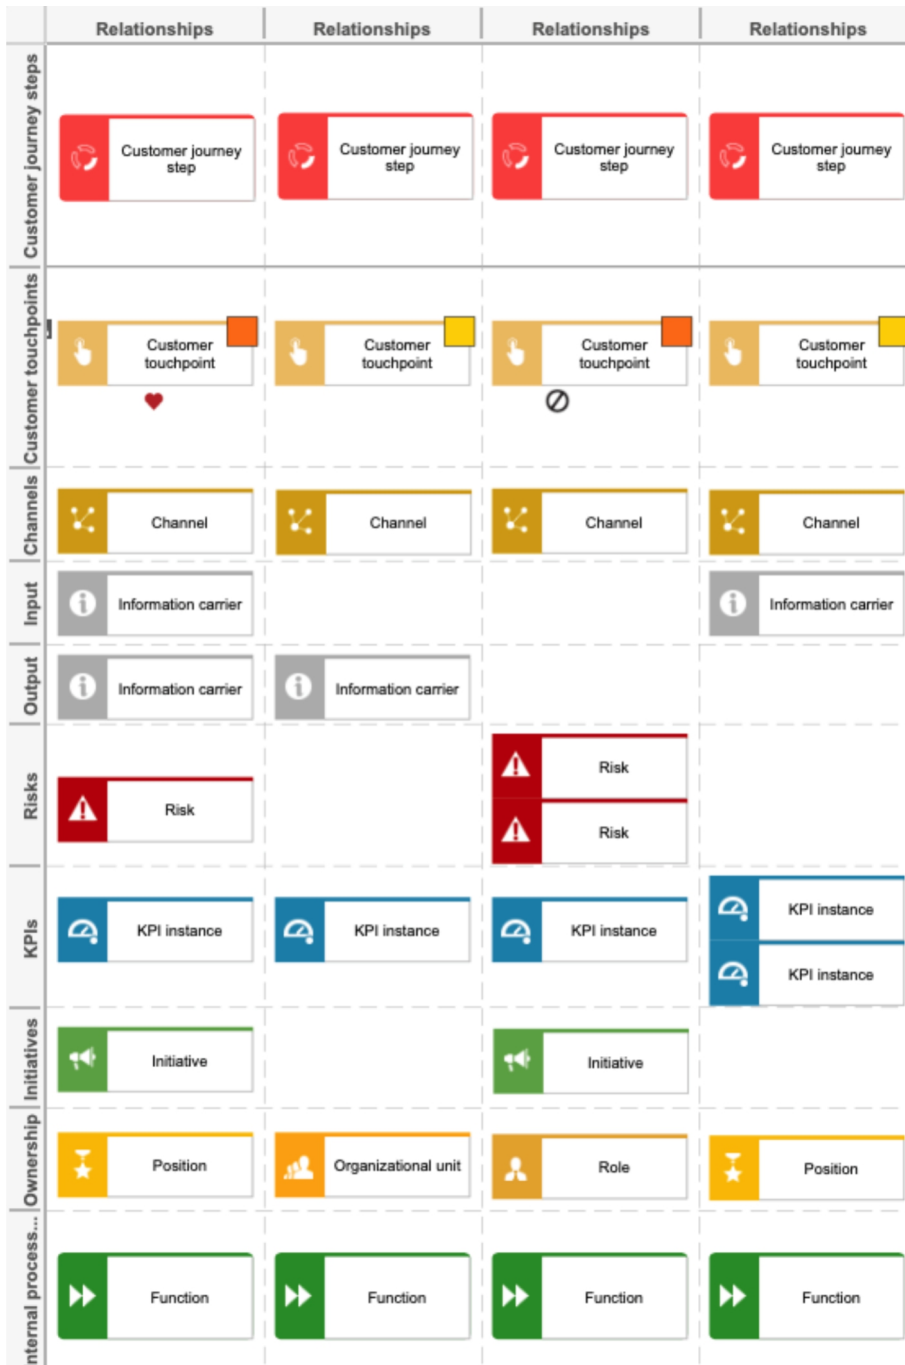 Relationships Relationships Relationships Relationships
Customer journey steps
Customer journey
step
Customer journey
step
Customer journey
step
Customer journey
step
Customer touchpoints
Customer
touchpoint
Customer
touchpoint
Customer
touchpoint
Customer
touchpoint
Channels
Channel
Channel
Channel
Channel
Input
Information carrier
Information carrier
Output
Information carrier
Information carrier
Risks
Risk
Risk
Risk
KPIs
KPI instance
KPI instance
KPI instance
KPI instance
KPI instance
Initiatives
Initiative
Initiative
Ownership
Position
Organizational unit
Role
Position
nternal process...
Function
Function
Function
Function